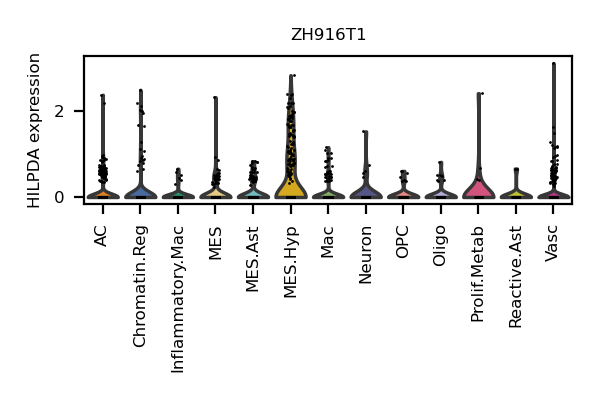 ZH916T1
HILPDA expression
2
0
AC
Chromatin.Reg
Inflammatory.Mac
MES
MES.Ast
MES.Hyp
Mac
Neuron
OPC
Oligo
Prolif.Metab
Reactive.Ast
Vasc